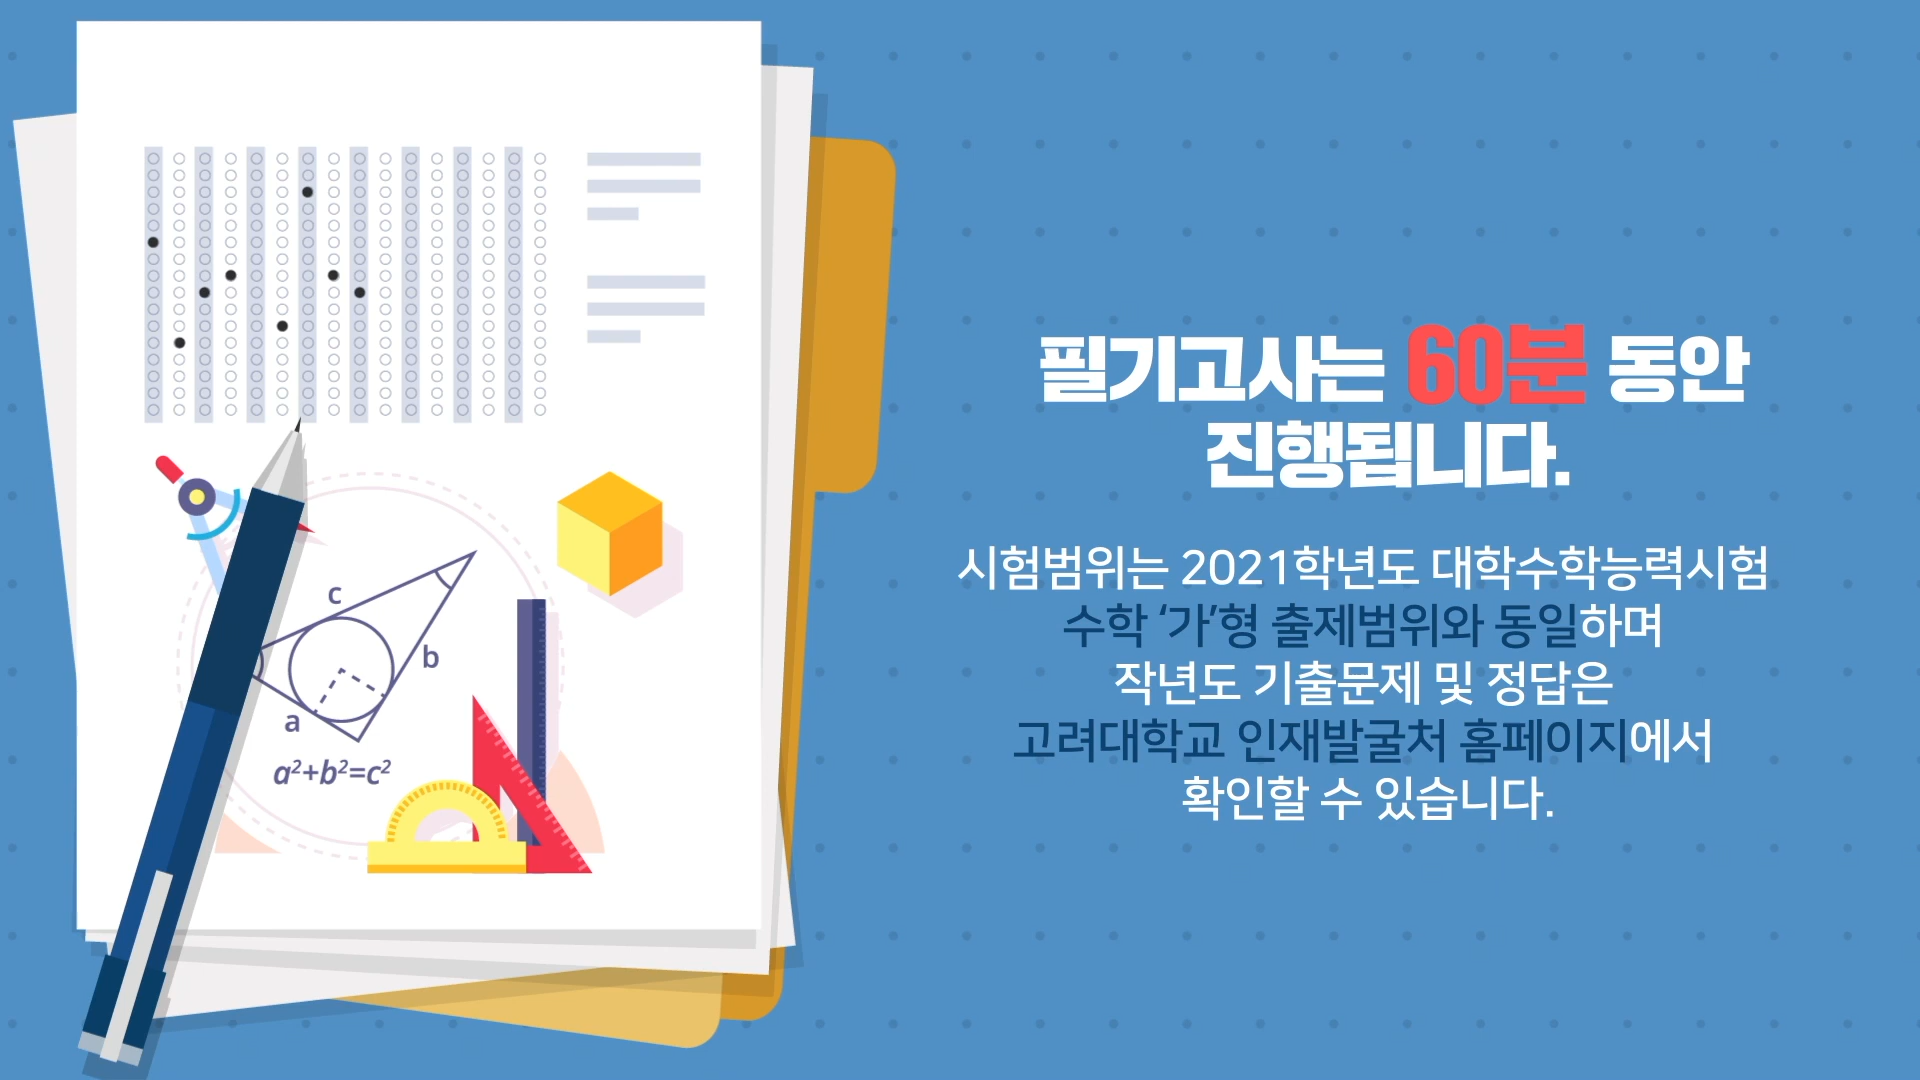 필기고사는 60분 동안
진행됩니다.
시험범위는 2021학년도 대학수학능력시험
수학 ‘가’형 출제범위와 동일하며
작년도 기출문제 및 정답은
고려대학교 인재발굴처 홈페이지에서
확인할 수 있습니다.
c
b
a
a²+b²=c²